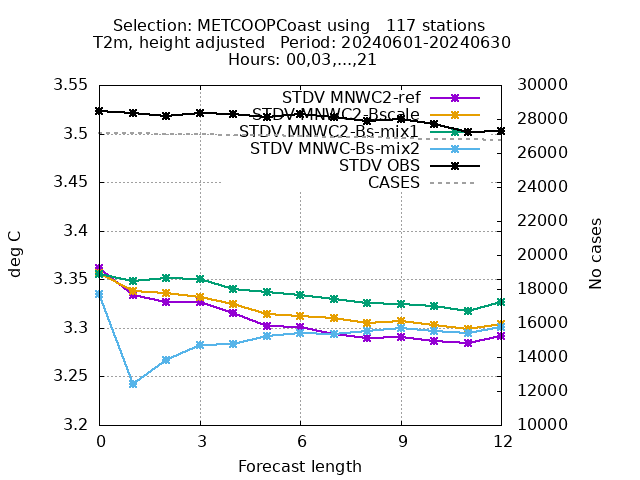 Selection: METCOOPCoast using   117 stations
T2m, height adjusted   Period: 20240601-20240630
Hours: 00,03,...,21
STDV MNWC2-ref
STDV MNWC2-Bscale
STDV MNWC2-Bs-mix1
STDV MNWC-Bs-mix2
STDV OBS
CASES
3.55
3.5
3.45
3.4
3.35
3.3
3.25
3.2
deg C
30000
28000
26000
24000
22000
20000
18000
16000
14000
12000
10000
No cases
0 3 6 9 12
Forecast length